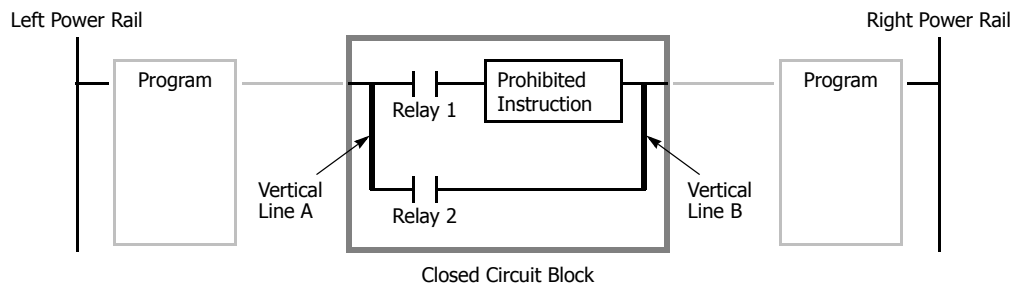 Left Power Rail
Right Power Rail
Program
Prohibited
Instruction
Program
Relay 1
Vertical
Line A
Relay 2
Vertical
Line B
Closed Circuit Block